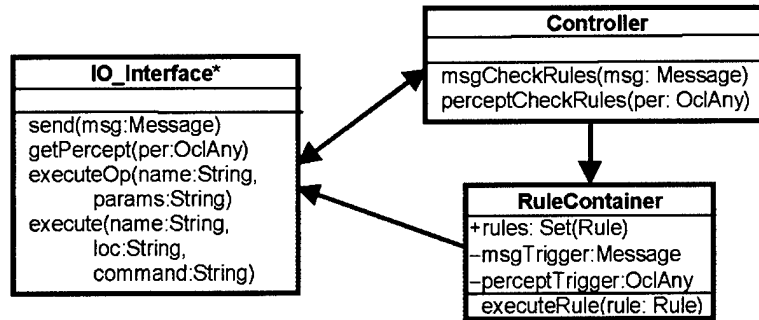 IO_Interface*
send(msg:Message)
getPercept(per:OclAny)
executeOp(name:String,
params:String)
execute(name:String,
loc:String,
command:String)
Controller
msgCheckRules(msg: Message)
perceptCheckRules(per: OclAny)
RuleContainer
+rules: Set(Rule)
–msgTrigger:Message
–perceptTrigger:OclAny
executeRule(rule: Rule)